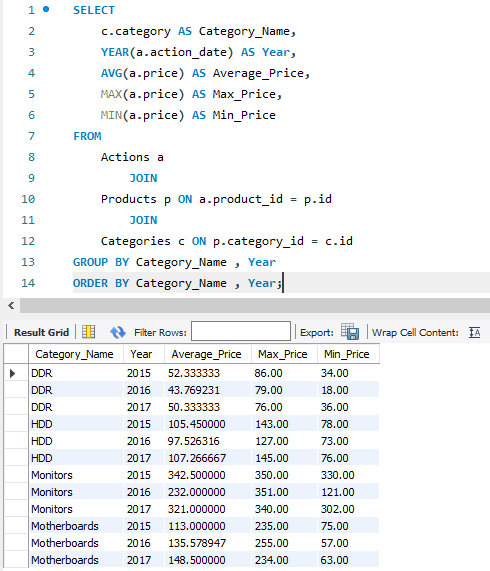 1 SELECT
2 c.category AS Category_Name,
3 YEAR(a.action_date) AS Year,
4 AVG(a.price) AS Average_Price,
5 MAX(a.price) AS Max_Price,
6 MIN(a.price) AS Min_Price
7 FROM
8 Actions a
9 JOIN
10 Products p ON a.product_id = p.id
11 JOIN
12 Categories c ON p.category_id = c.id
13 GROUP BY Category_Name , Year
14 ORDER BY Category_Name , Year;
Result Grid Filter Rows: Export: Wrap Cell Content: IA
Category_Name Year Average_Price Max_Price Min_Price
DDR 2015 52.333333 86.00 34.00
DDR 2016 43.769231 79.00 18.00
DDR 2017 50.333333 76.00 36.00
HDD 2015 105.450000 143.00 78.00
HDD 2016 97.526316 127.00 73.00
HDD 2017 107.266667 145.00 76.00
Monitors 2015 342.500000 350.00 330.00
Monitors 2016 232.000000 351.00 121.00
Monitors 2017 321.000000 340.00 302.00
Motherboards 2015 113.000000 235.00 75.00
Motherboards 2016 135.578947 255.00 57.00
Motherboards 2017 148.500000 234.00 63.00